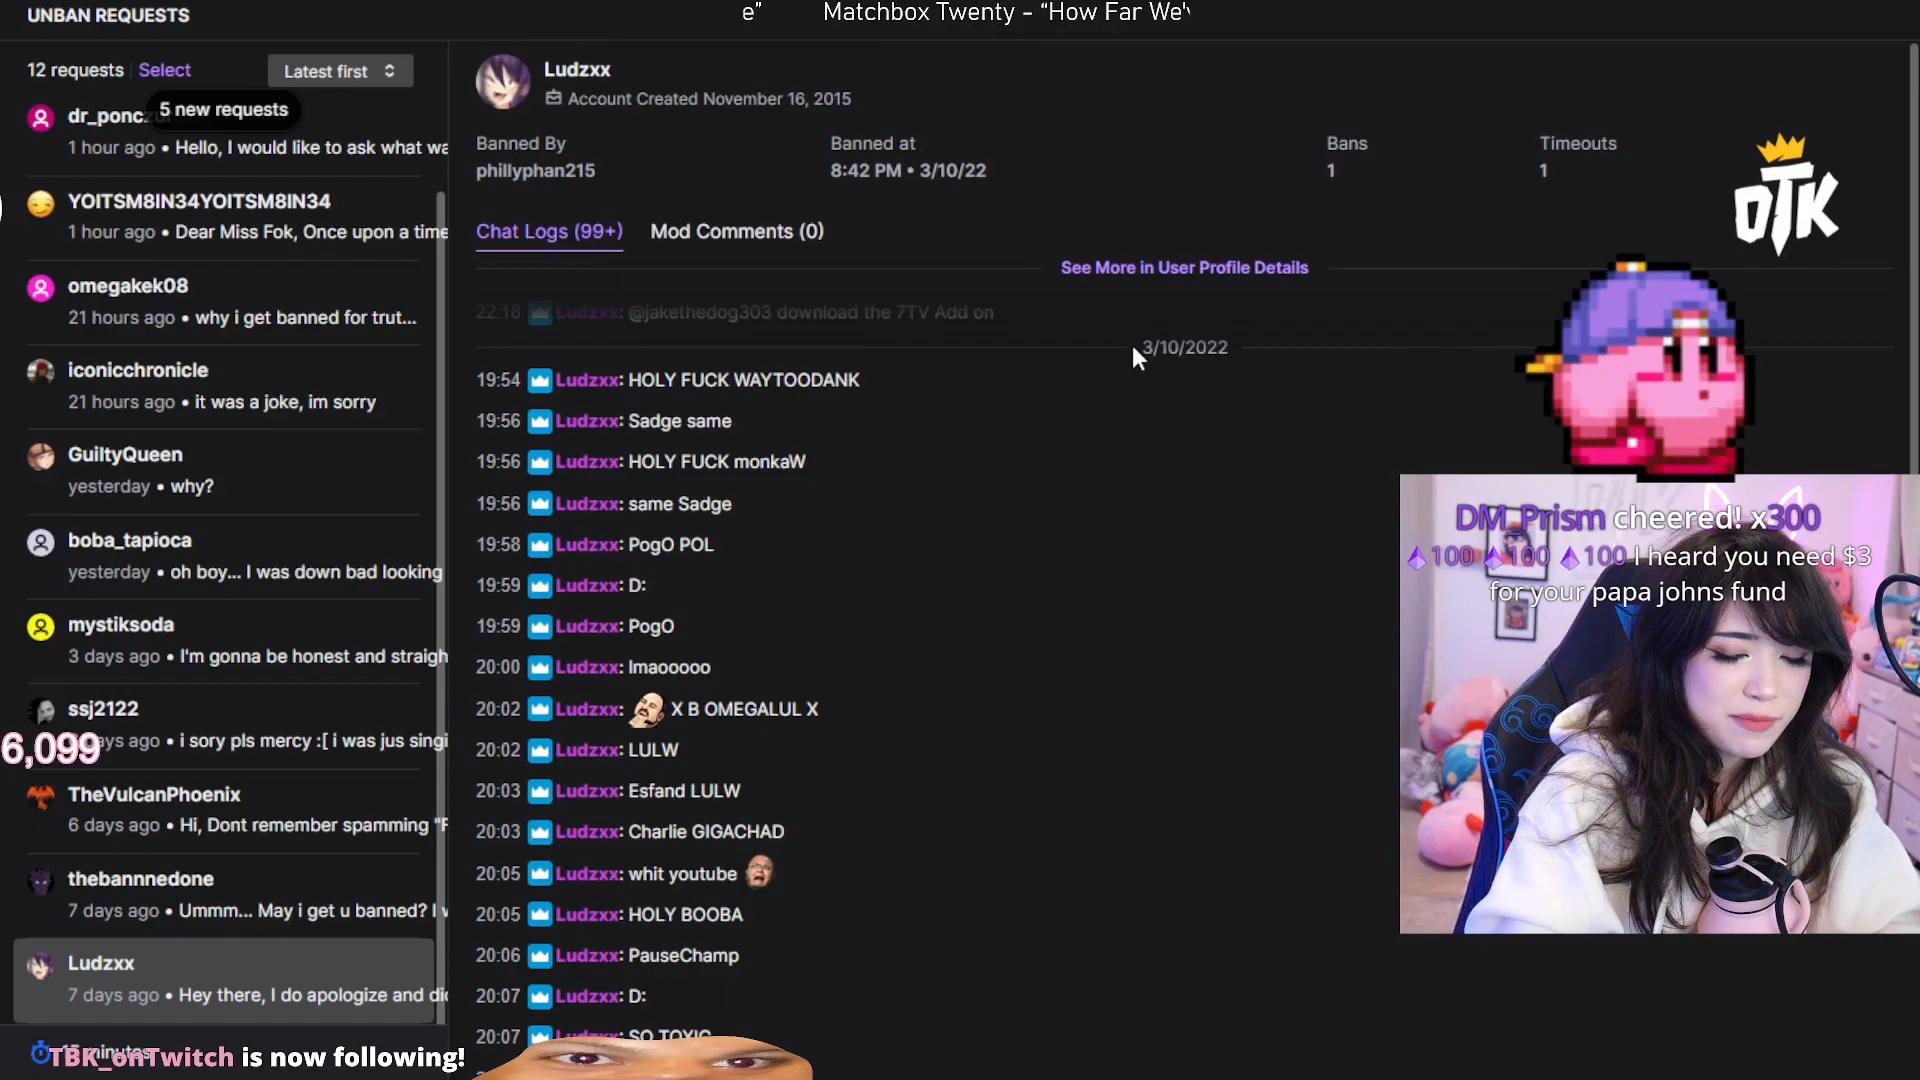 UNBAN REQUESTS
e" Matchbox Twenty - “How Far We'
12 requests Select Latest first
5 new requests
dr_poncz
1 hour ago • Hello, I would like to ask what wa
YOITSM8IN34YOITSM8IN34
1 hour ago • Dear Miss Fok, Once upon a time
omegakek08
21 hours ago • why i get banned for trut...
iconicchronicle
21 hours ago • it was a joke, im sorry
GuiltyQueen
yesterday • why?
boba_tapioca
yesterday • oh boy... I was down bad looking
mystiksoda
3 days ago • I'm gonna be honest and straigh
ssj2122
days ago • i sory pls mercy :[ i was jus singi
6,099
TheVulcanPhoenix
6 days ago • Hi, Dont remember spamming "F
thebannnedone
7 days ago • Ummm... May i get u banned? I w
Ludzxx
7 days ago • Hey there, I do apologize and dic
minutes
TBK_onTwitch is now following!
Ludzxx
Account Created November 16, 2015
Banned By Banned at Bans Timeouts
phillyphan215 8:42 PM • 3/10/22 1 1
Chat Logs (99+) Mod Comments (0)
See More in User Profile Details
22:18 Ludzxx: @jakethedog303 download the 7TV Add on
3/10/2022
19:54 Ludzxx: HOLY FUCK WAYTOODANK
19:56 Ludzxx: Sadge same
19:56 Ludzxx: HOLY FUCK monkaW
19:56 Ludzxx: same Sadge
19:58 Ludzxx: PogO POL
19:59 Ludzxx: D:
19:59 Ludzxx: PogO
20:00 Ludzxx: lmaooooo
20:02 Ludzxx: X B OMEGALUL X
20:02 Ludzxx: LULW
20:03 Ludzxx: Esfand LULW
20:03 Ludzxx: Charlie GIGACHAD
20:05 Ludzxx: whit youtube
20:05 Ludzxx: HOLY BOOBA
20:06 Ludzxx: PauseChamp
20:07 Ludzxx: D:
20:07 Ludzxx: SO TOXIC
OTK
DM_Prism cheered! x300
100 100 100 I heard you need $3
for your papa johns fund